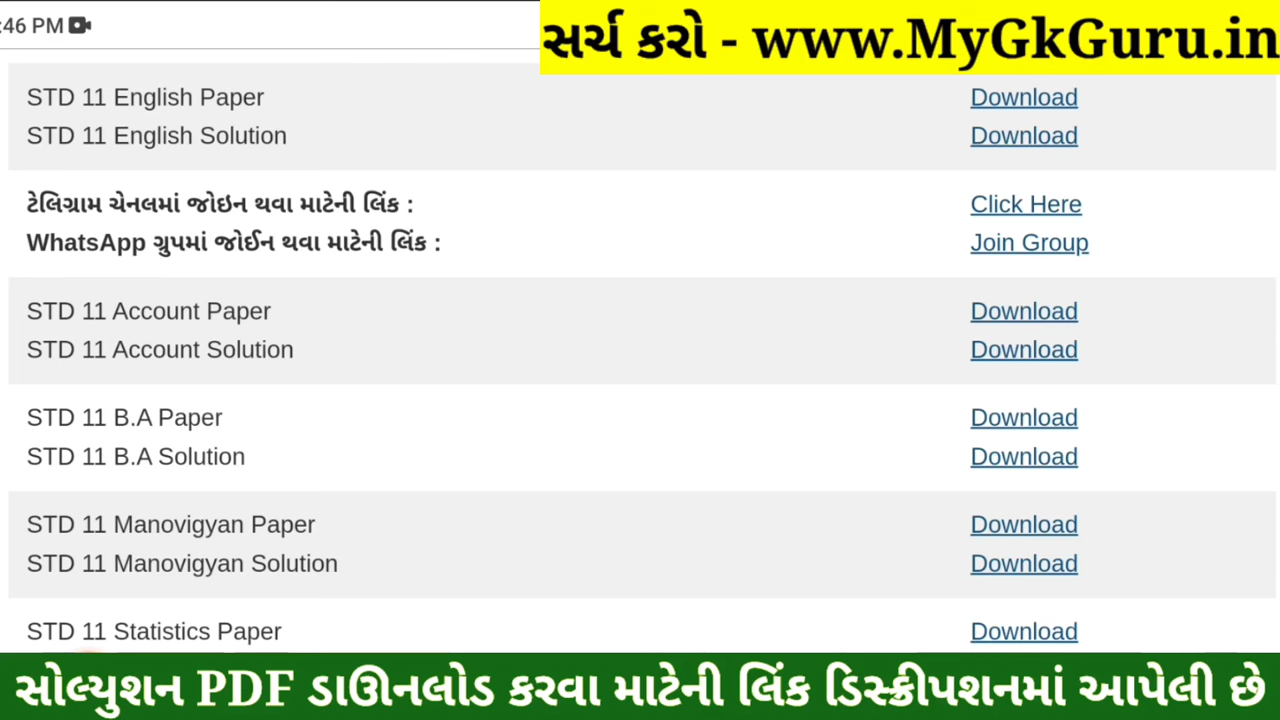 :46 PM
સર્ચ કરો - www.MyGkGuru.in
STD 11 English Paper Download
STD 11 English Solution Download
ટેલિગ્રામ ચેનલમાં જોઇન થવા માટેની લિંક : Click Here
WhatsApp ગ્રુપમાં જોઈન થવા માટેની લિંક : Join Group
STD 11 Account Paper Download
STD 11 Account Solution Download
STD 11 B.A Paper Download
STD 11 B.A Solution Download
STD 11 Manovigyan Paper Download
STD 11 Manovigyan Solution Download
STD 11 Statistics Paper Download
સોલ્યુશન PDF ડાઊનલોડ કરવા માટેની લિંક ડિસ્ક્રીપશનમાં આપેલી છે